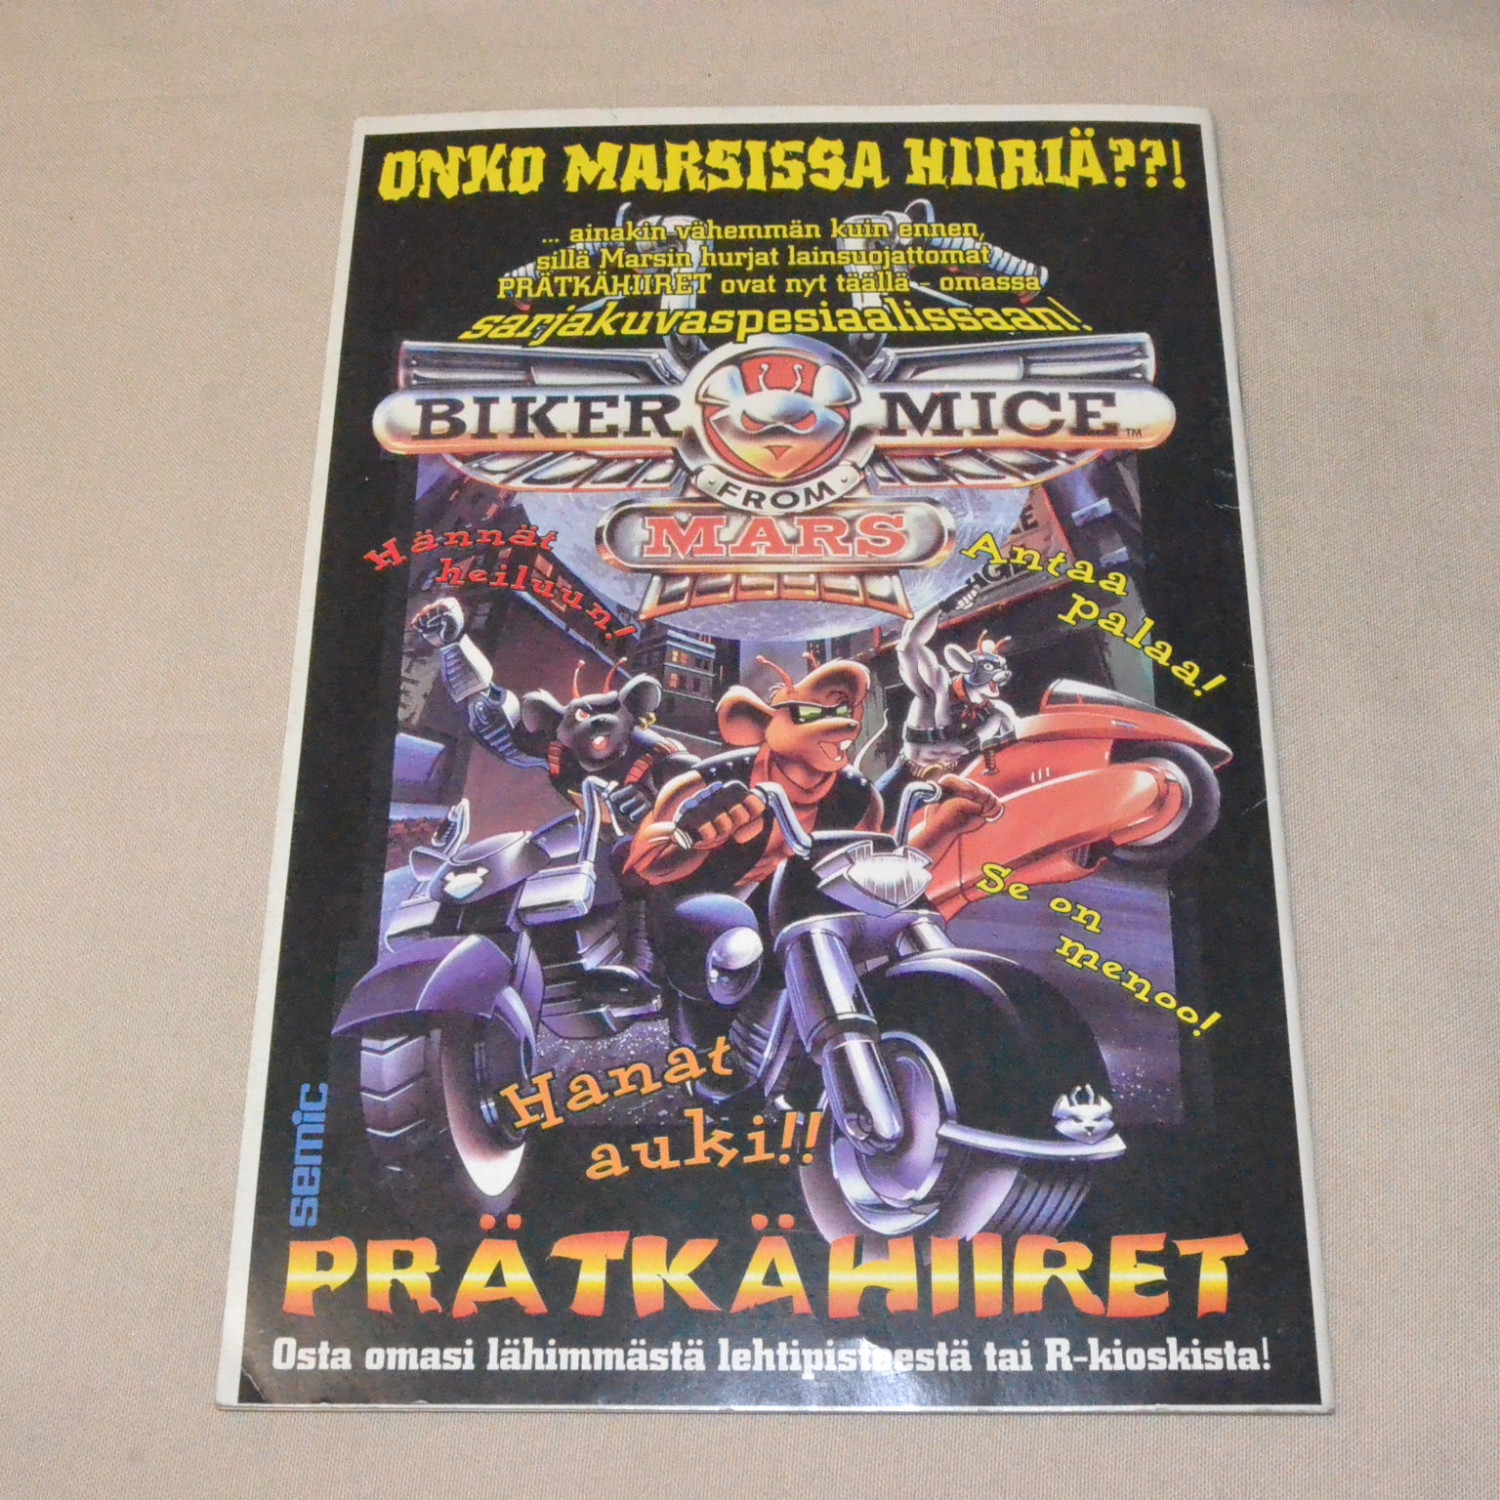 ONKO MARSISSA HIIRIÄ??!
... ainakin vähemmän kuin ennen,
sillä Marsin hurjat lainsuojattomat
PRÄTKÄHIIRET ovat nyt täällä - omassa
sarjakuvaspesiaalissaan!
BIKER MICE™
FROM
MARS
Hännät
heiluun!
Antaa
palaa!
Se on
menoo!
Hanat
auki!!
semic
PRÄTKÄHIIRET
Osta omasi lähimmästä lehtipisteestä tai R-kioskista!